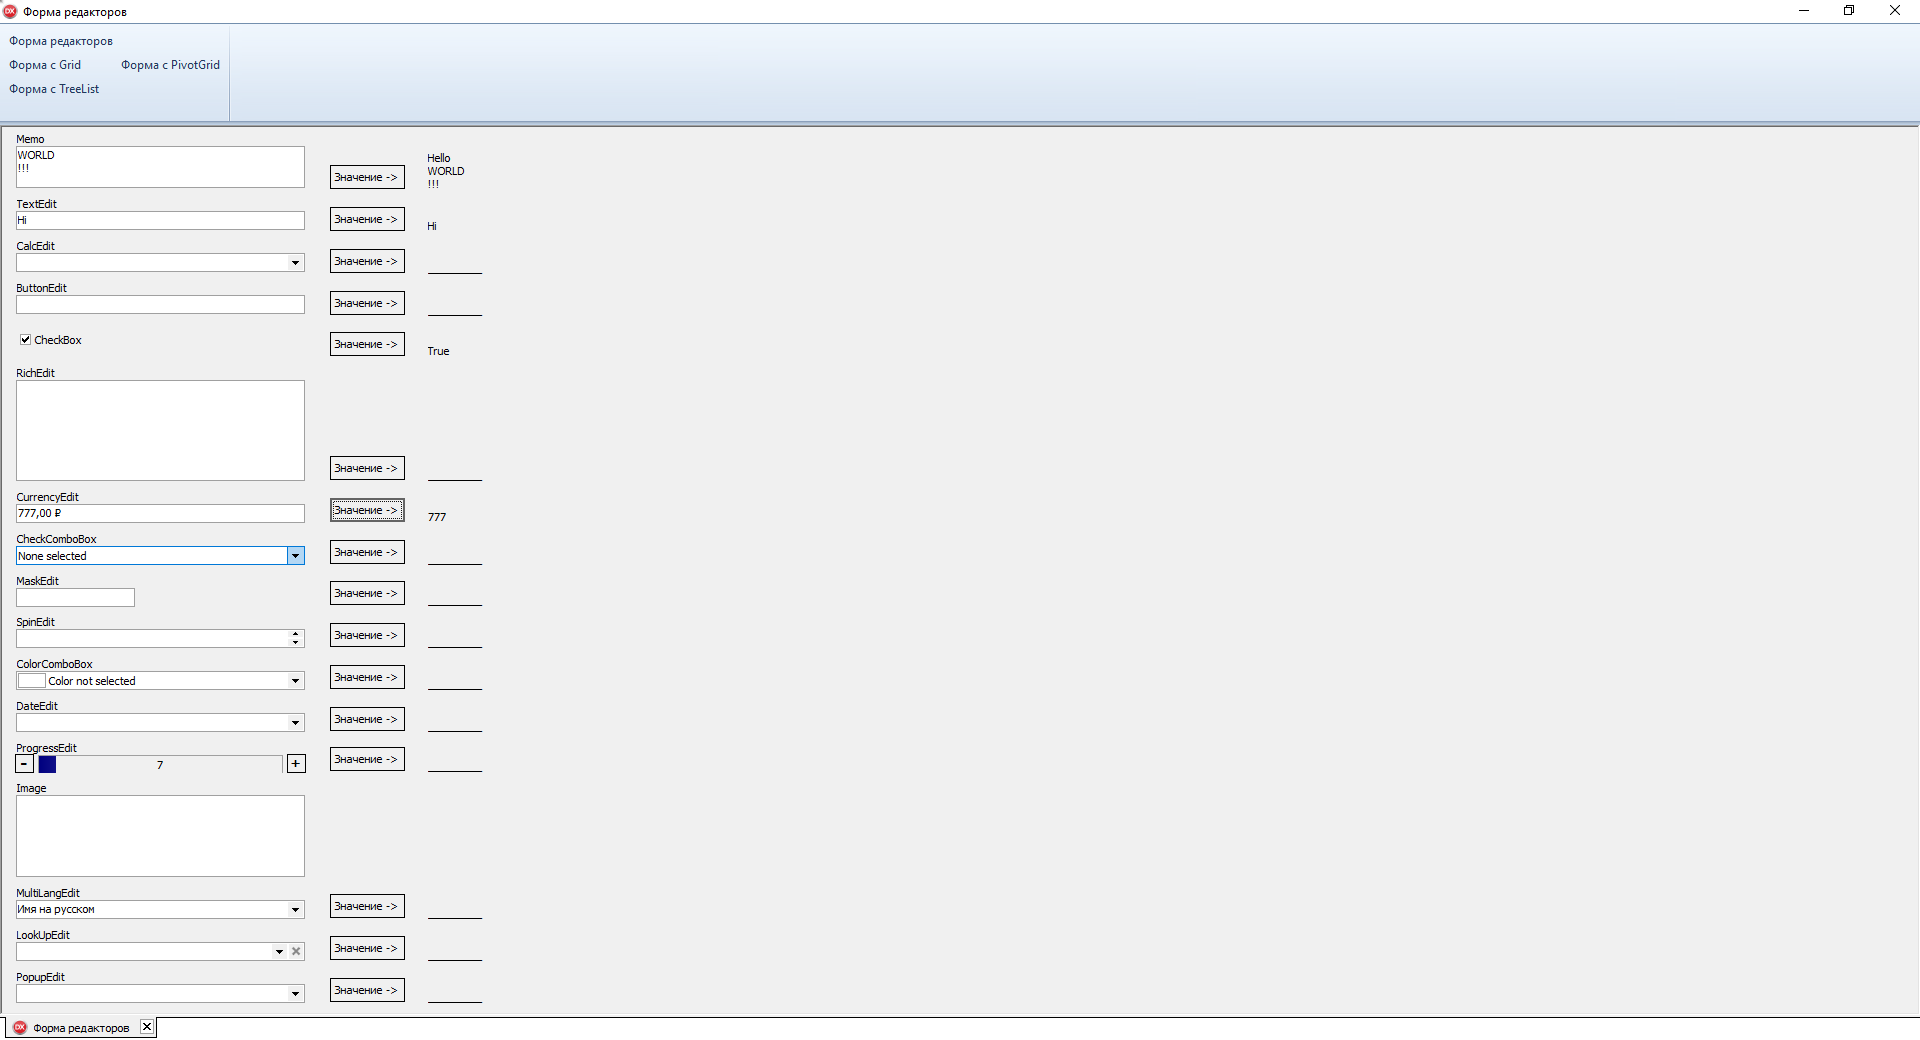 DX Форма редакторов
Форма редакторов
Форма с Grid Форма с PivotGrid
Форма с TreeList
Memo
WORLD
!!!
Значение ->
Hello
WORLD
!!!
TextEdit
Hi
Значение ->
Hi
CalcEdit
Значение ->
ButtonEdit
Значение ->
CheckBox
Значение ->
True
RichEdit
Значение ->
CurrencyEdit
777,00 ₽
Значение ->
777
CheckComboBox
None selected
Значение ->
MaskEdit
Значение ->
SpinEdit
Значение ->
ColorComboBox
Color not selected
Значение ->
DateEdit
Значение ->
ProgressEdit
- 7 +
Значение ->
Image
MultiLangEdit
Имя на русском
Значение ->
LookUpEdit
Значение ->
PopupEdit
Значение ->
DX Форма редакторов